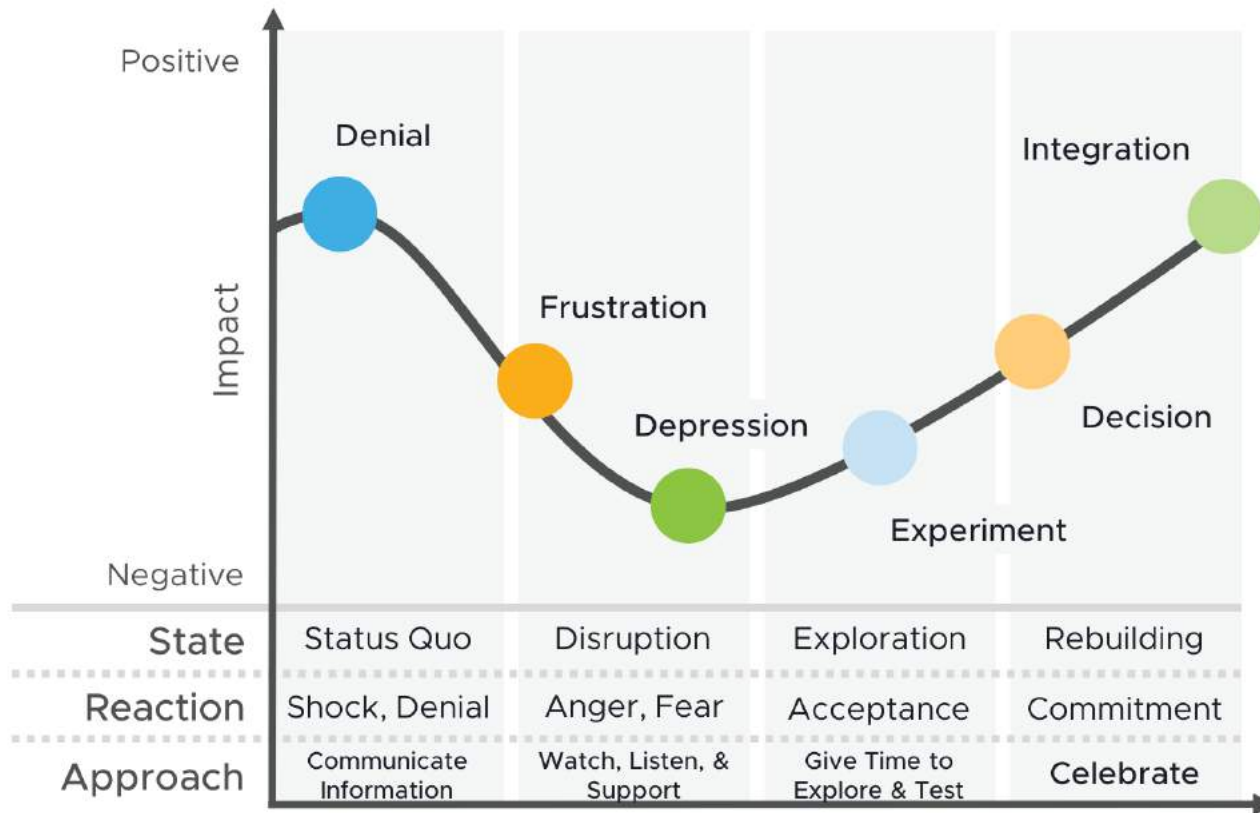 Positive
Denial
Integration
Impact
Frustration
Depression
Decision
Experiment
Negative
State Status Quo Disruption Exploration Rebuilding
Reaction Shock, Denial Anger, Fear Acceptance Commitment
Approach
Communicate
Information
Watch, Listen, &
Support
Give Time to
Explore & Test
Celebrate